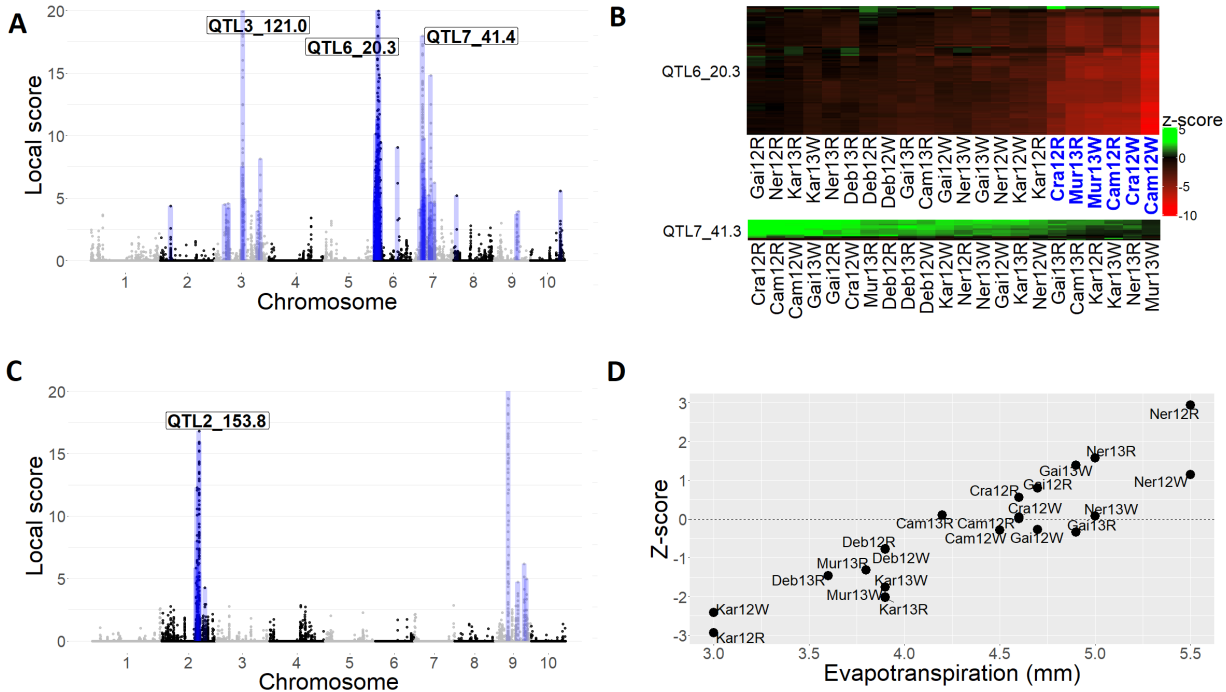 A
QTL3_121.0
QTL6_20.3
QTL7_41.4
Local score
20
15
10
5
0
1 2 3 4 5 6 7 8 9 10
Chromosome
B
QTL6_20.3
Gai12R Ner12R Kar13R Kar13W Ner13R Deb13R Deb12R Deb12W Gai13R Cam13R Gai12W Ner13W Gai13W Ner12W Kar12W Kar12R Cra12R Mur13R Mur13W Cam12R Cra12W Cam12W
z-score
5
0
-5
-10
QTL7_41.3
Cra12R Cam12R Cam12W Gai13W Gai12R Cra12W Mur13R Deb13R Deb12R Deb12W Kar12W Ner12R Ner13W Gai12W Kar13R Ner12W Gai13R Cam13R Kar12R Kar13W Ner13R Mur13W
C
QTL2_153.8
Local score
20
15
10
5
0
1 2 3 4 5 6 7 8 9 10
Chromosome
D
Z-score
3
2
1
0
-1
-2
-3
Ner12R
Ner13R
Gai13W
Ner12W
Gai12R
Cra12R
Cra12W
Ner13W
Cam13R
Cam12R
Gai13R
Cam12W
Gai12W
Deb12R
Deb12W
Mur13R
Deb13R
Kar13W
Mur13W
Kar13R
Kar12W
Kar12R
3.0 3.5 4.0 4.5 5.0 5.5
Evapotranspiration (mm)